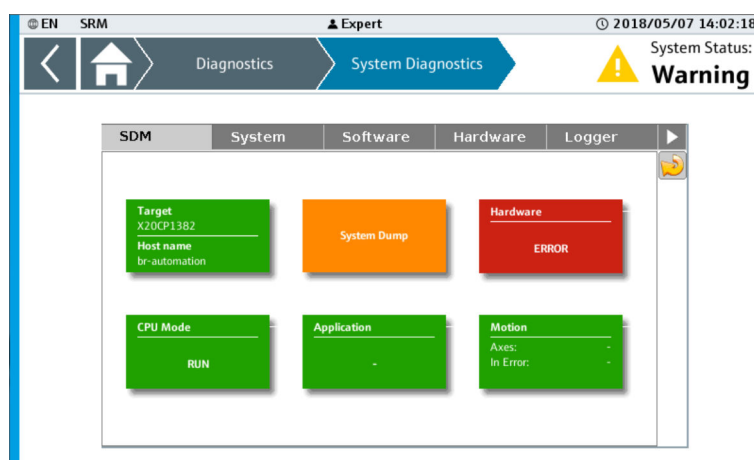 EN SRM Expert 2018/05/07 14:02:18
Diagnostics System Diagnostics
System Status:
Warning
SDM System Software Hardware Logger
Target
X20CP1382
Host name
br-automation
System Dump
Hardware
ERROR
CPU Mode
RUN
Application
-
Motion
Axes: -
In Error: -